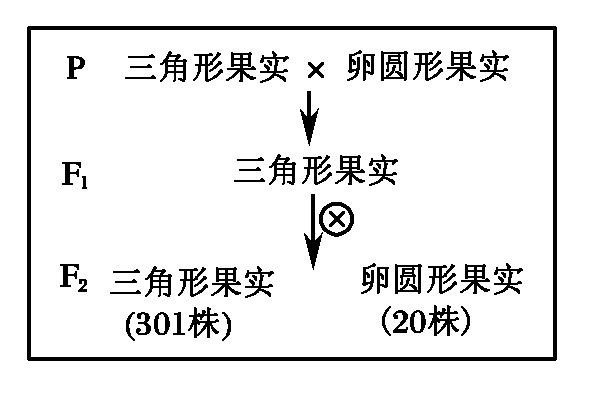 P 三角形果实 × 卵圆形果实
F₁ 三角形果实
⊗
F₂ 三角形果实 卵圆形果实
(301株) (20株)